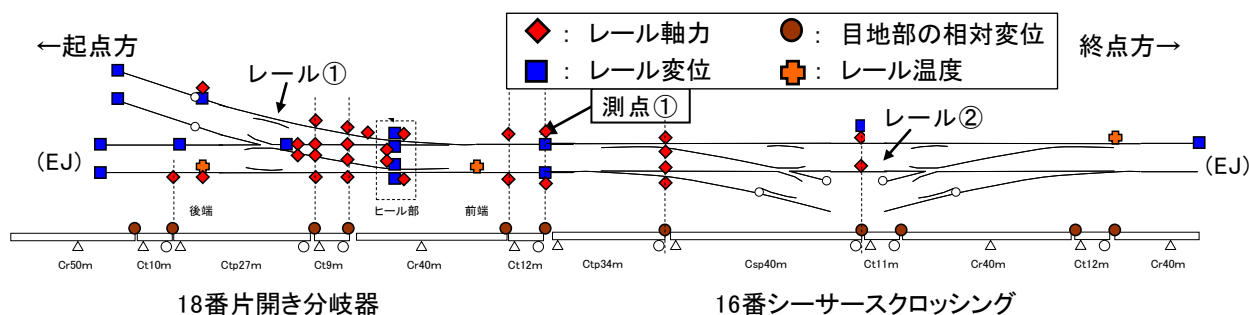 ←起点方
レール①
： レール軸力
： 目地部の相対変位
： レール変位
： レール温度
終点方→
測点①
レール②
(EJ)
(EJ)
後端
ヒール部
前端
Cr50m
Ct10m
Ctp27m
Ct9m
Cr40m
Ct12m
Ctp34m
Csp40m
Ct11m
Cr40m
Ct12m
Cr40m
18番片開き分岐器
16番シーサースクロッシング